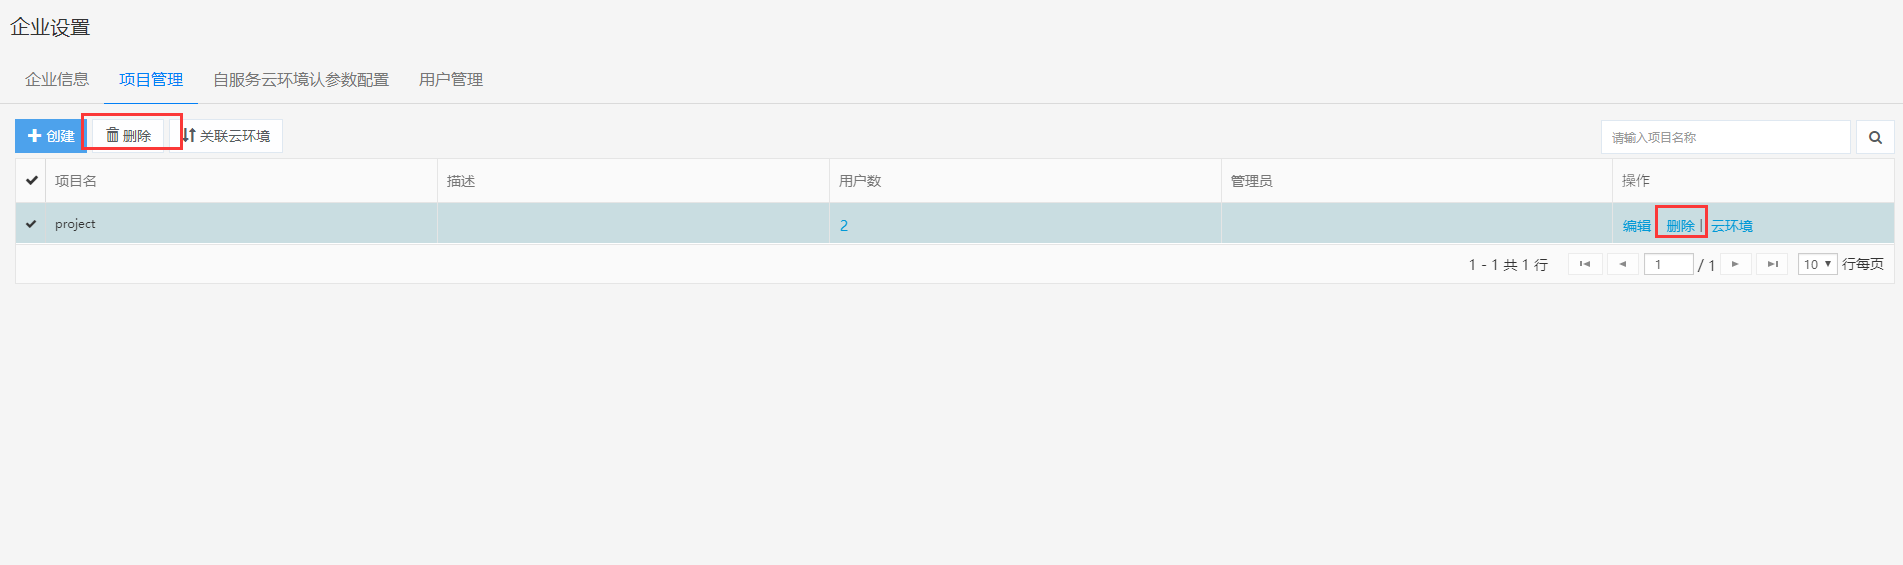 企业设置
企业信息 项目管理 自服务云环境认参数配置 用户管理
创建 删除 关联云环境 请输入项目名称
项目名 描述 用户数 管理员 操作
project 2 编辑 删除 | 云环境
1 - 1 共 1 行 1 / 1 10 行每页